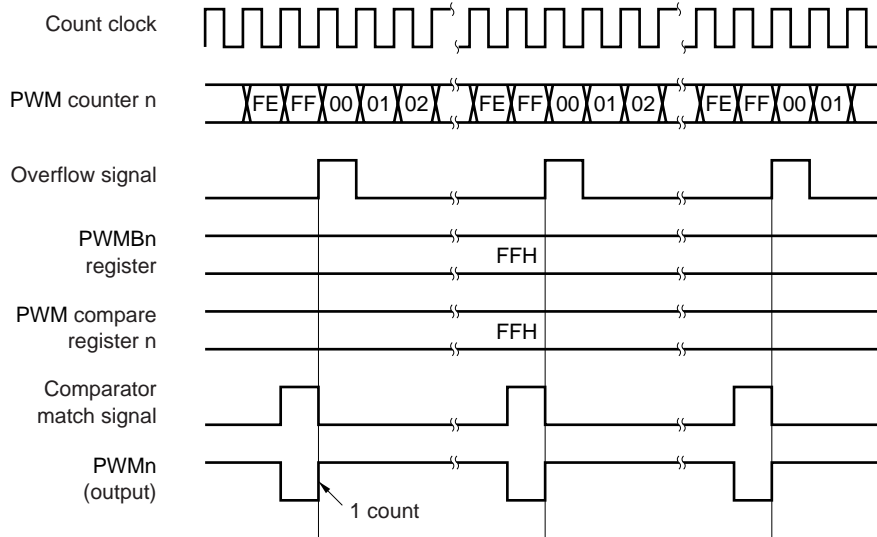 Count clock
PWM counter n
FE FF 00 01 02 FE FF 00 01 02 FE FF 00 01
Overflow signal
PWMBn
register
FFH
PWM compare
register n
FFH
Comparator
match signal
PWMn
(output)
1 count